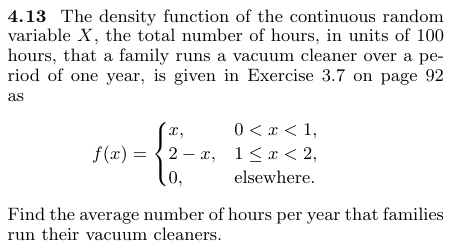 4.13 The density function of the continuous random
variable X, the total number of hours, in units of 100
hours, that a family runs a vacuum cleaner over a pe-
riod of one year, is given in Exercise 3.7 on page 92
as
f(x) = { x, 0 < x < 1,
2 − x, 1 ≤ x < 2,
0, elsewhere.
Find the average number of hours per year that families
run their vacuum cleaners.